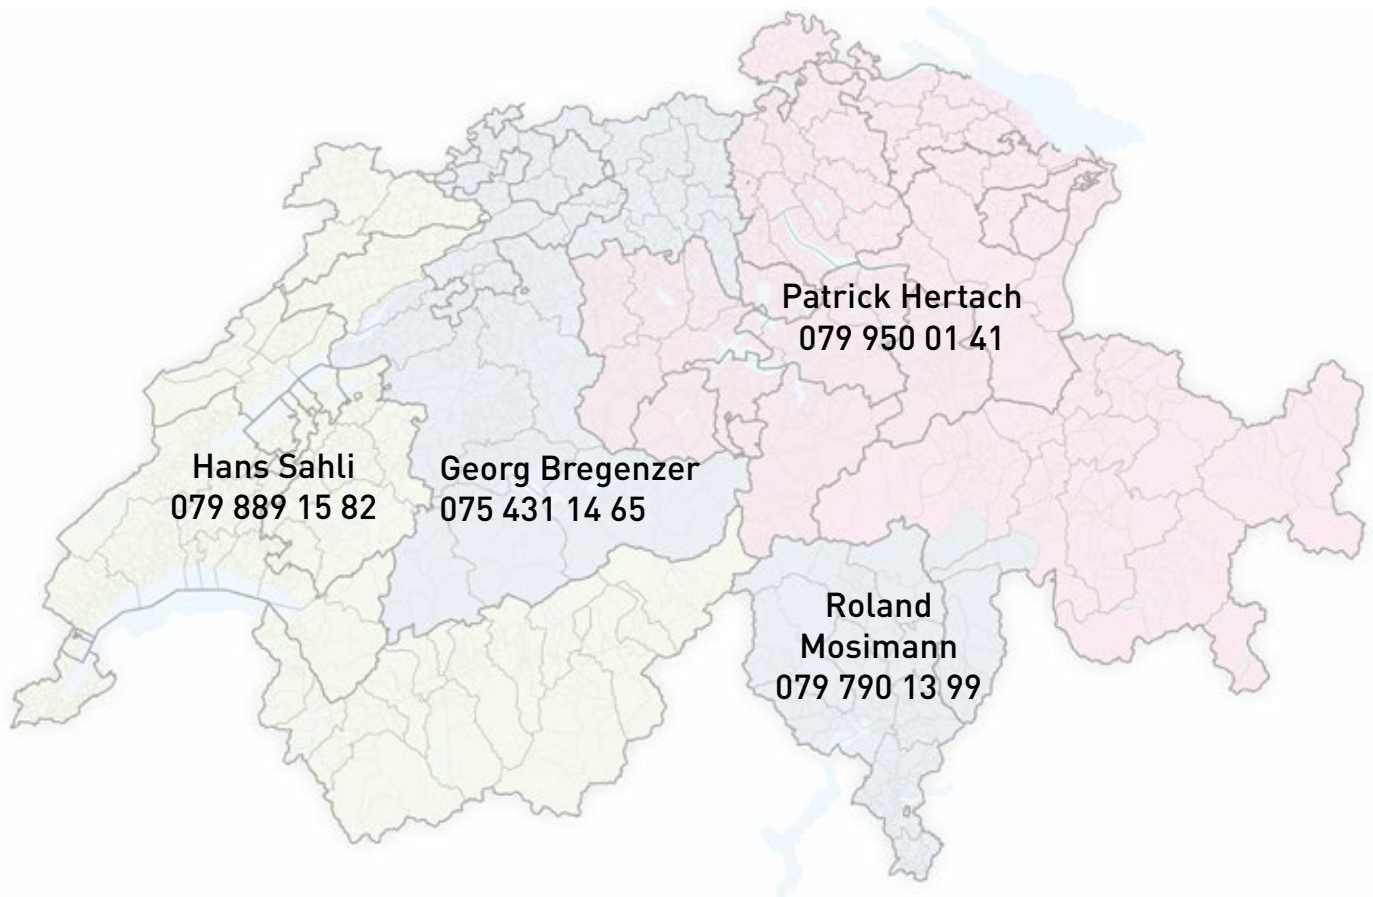 Patrick Hertach
079 950 01 41
Hans Sahli
079 889 15 82
Georg Bregenzer
075 431 14 65
Roland
Mosimann
079 790 13 99